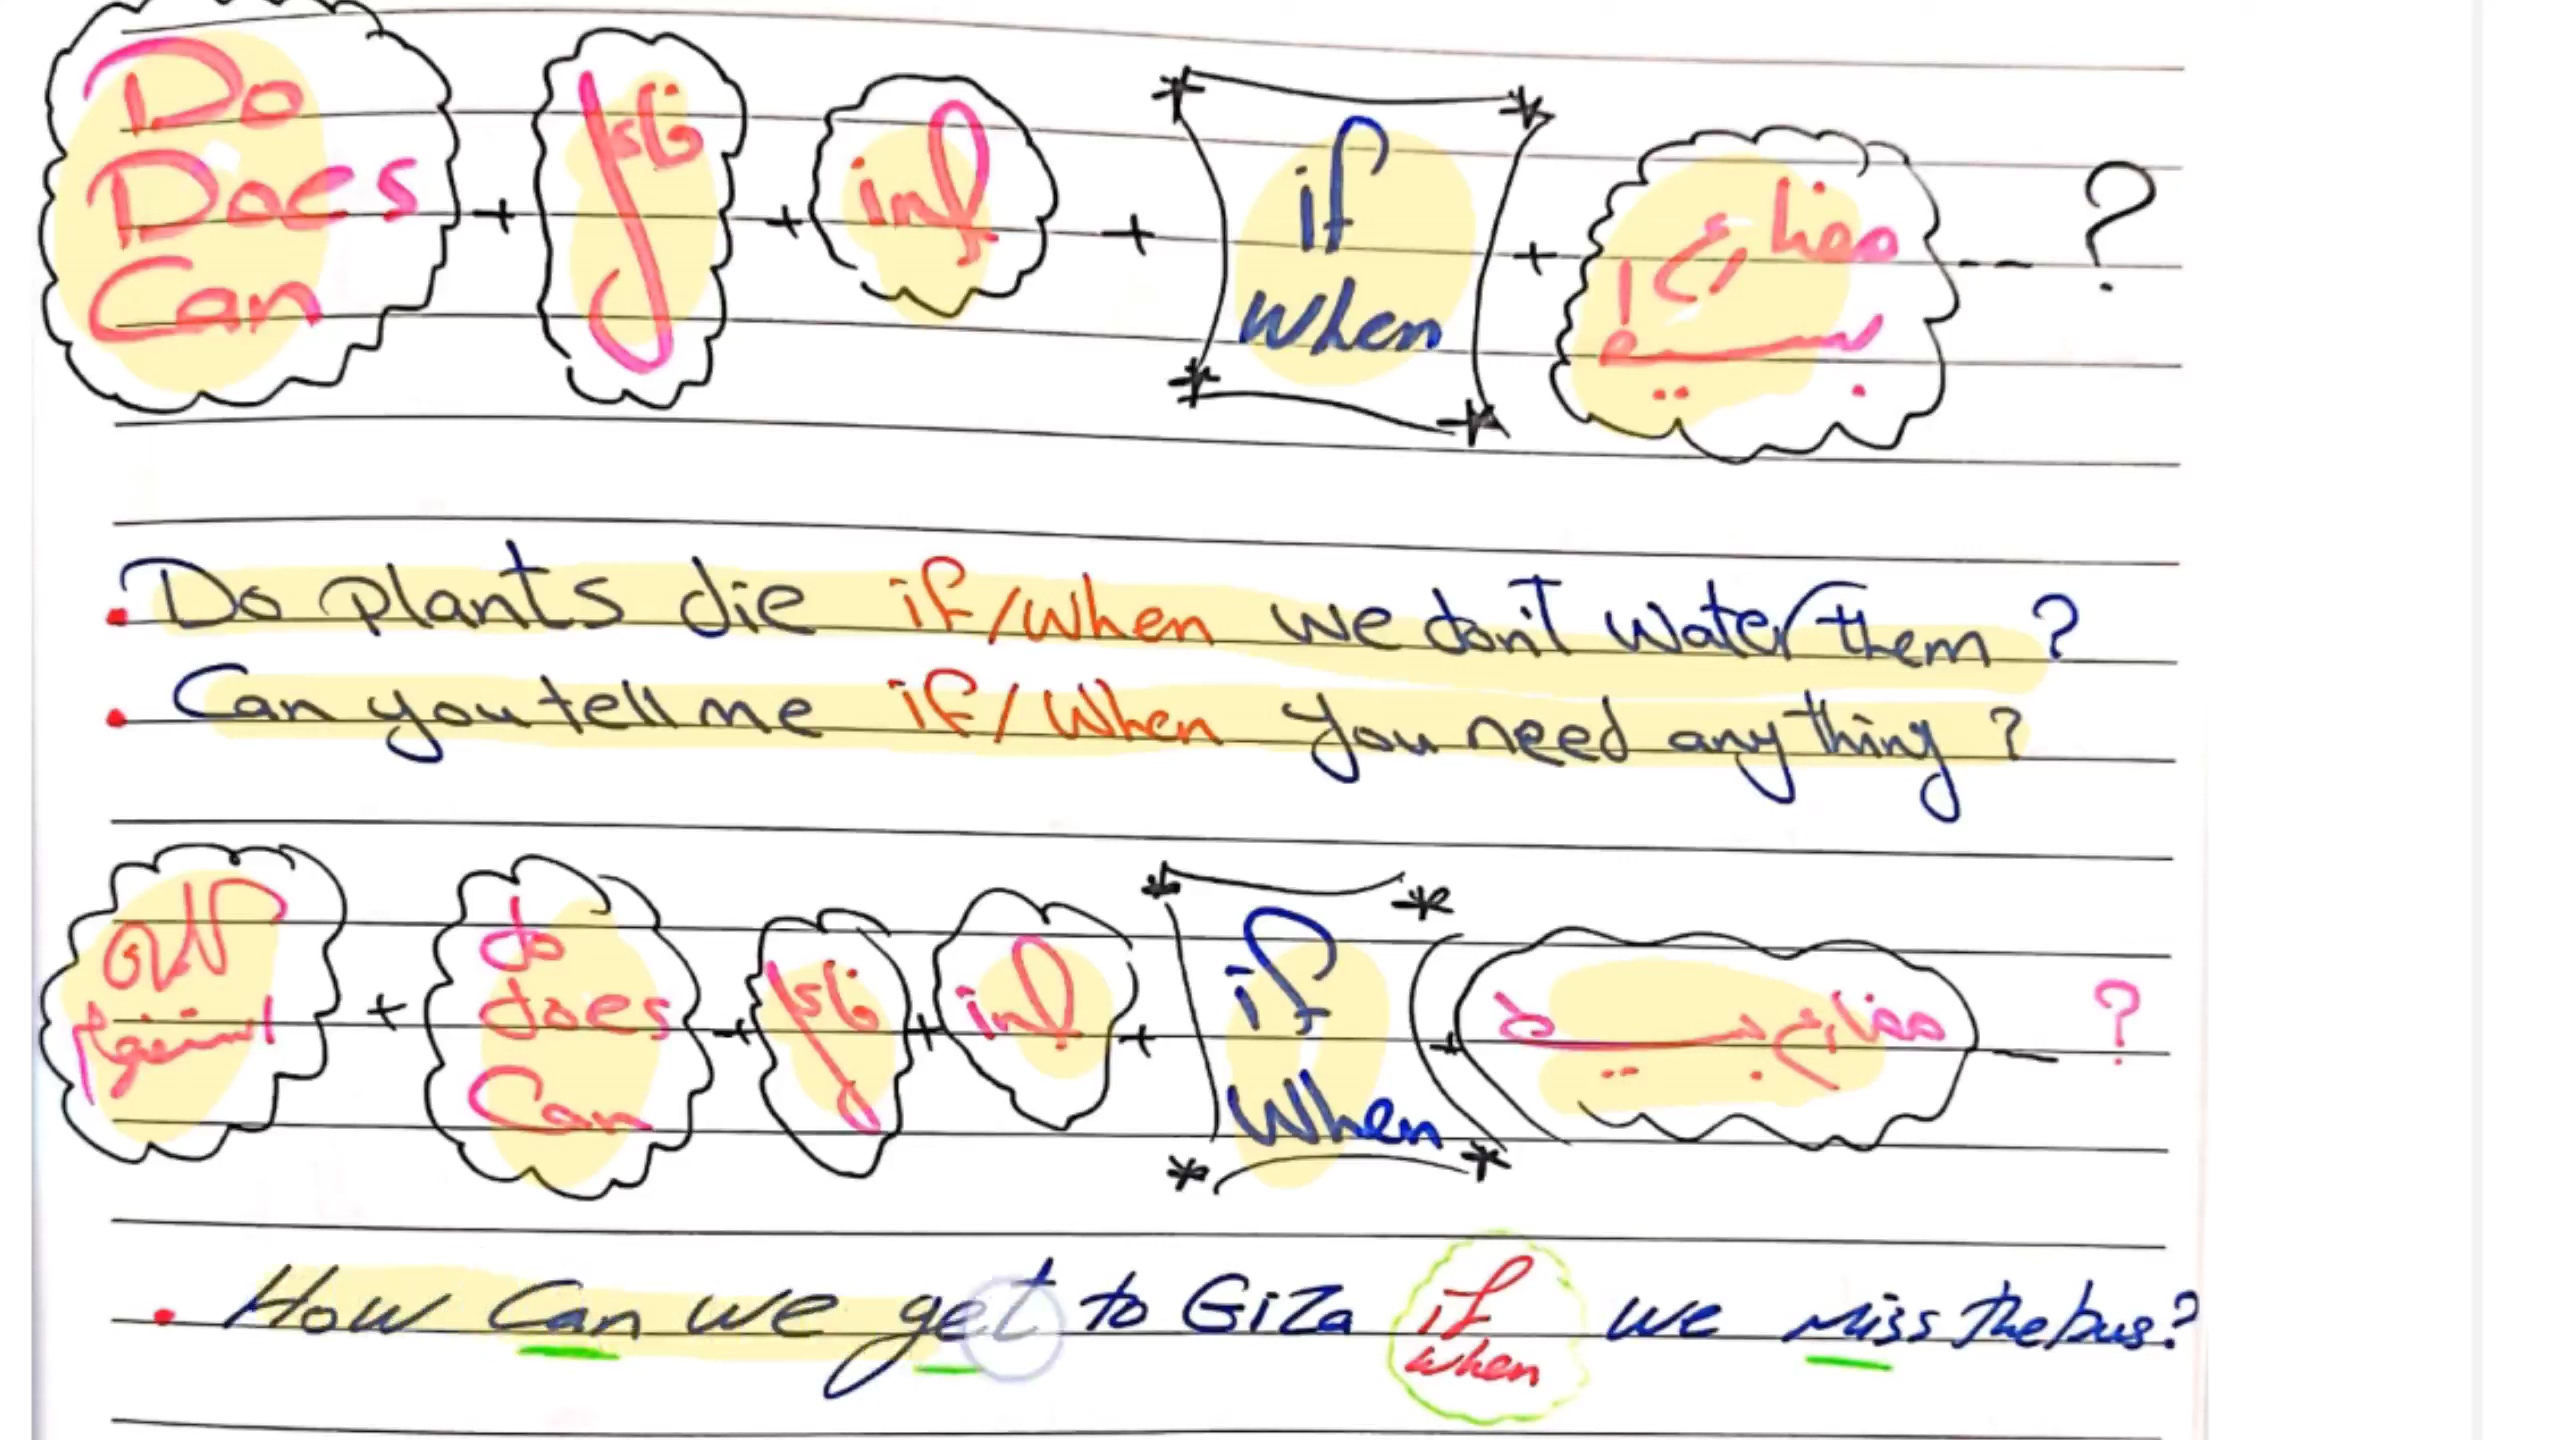 Do Does Can + فاعل + inf + if when + مضارع بسيط -- ?
. Do plants die if/when we don't water them ?
. Can you tell me if/when you need anything ?
أداة استفهام + do does can + فاعل + inf + if when + مضارع بسيط — ?
. How can we get to Giza if when we miss the bus?